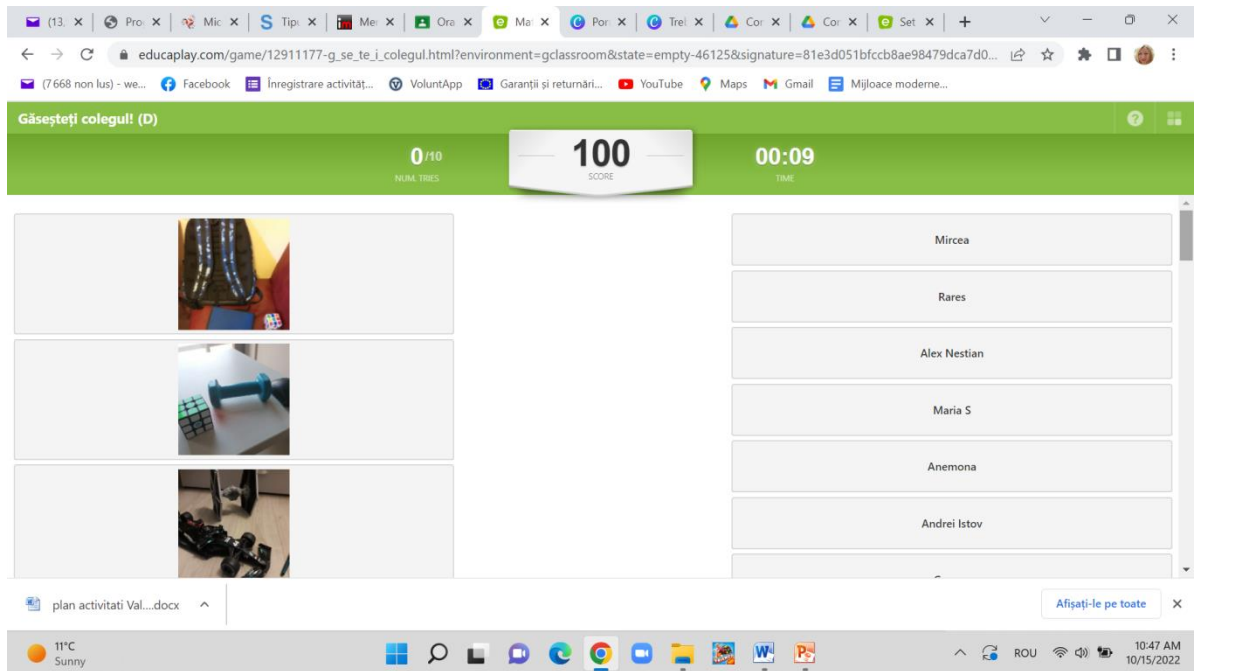 (13. Pro Mic Tip Me Ora Ma Por Trel Cor Cor Set
educaplay.com/game/12911177-g_se_te_i_colegul.html?environment=gclassroom&state=empty-46125&signature=81e3d051bfccb8ae98479dca7d0...
(7 668 non lus) - we... Facebook Înregistrare activităț... VoluntApp Garanții și returnări... YouTube Maps Gmail Mijloace moderne...
Găseșteți colegul! (D)
0/10
NUM. TRIES
100
SCORE
00:09
TIME
Mircea
Rares
Alex Nestian
Maria S
Anemona
Andrei Istov
plan activitati Val....docx
Afișați-le pe toate
11°C
Sunny
ROU
10:47 AM
10/15/2022